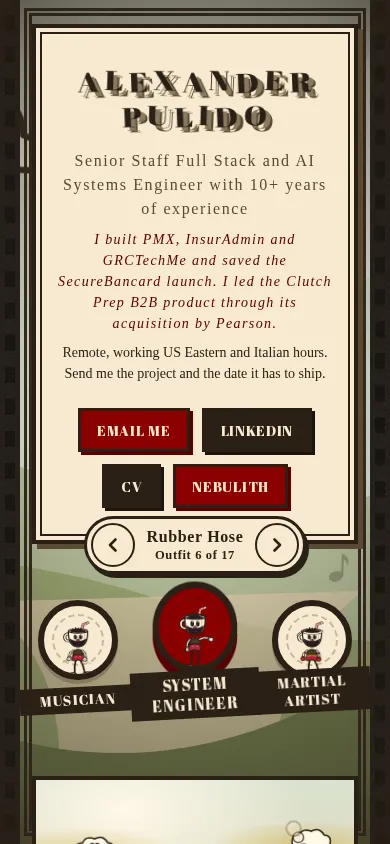 ALEXANDER
PULIDO
Senior Staff Full Stack and AI
Systems Engineer with 10+ years
of experience
I built PMX, InsurAdmin and
GRCTechMe and saved the
SecureBancard launch. I led the Clutch
Prep B2B product through its
acquisition by Pearson.
Remote, working US Eastern and Italian hours.
Send me the project and the date it has to ship.
EMAIL ME
LINKEDIN
CV
NEBULITH
Rubber Hose
Outfit 6 of 17
MUSICIAN
SYSTEM
ENGINEER
MARTIAL
ARTIST